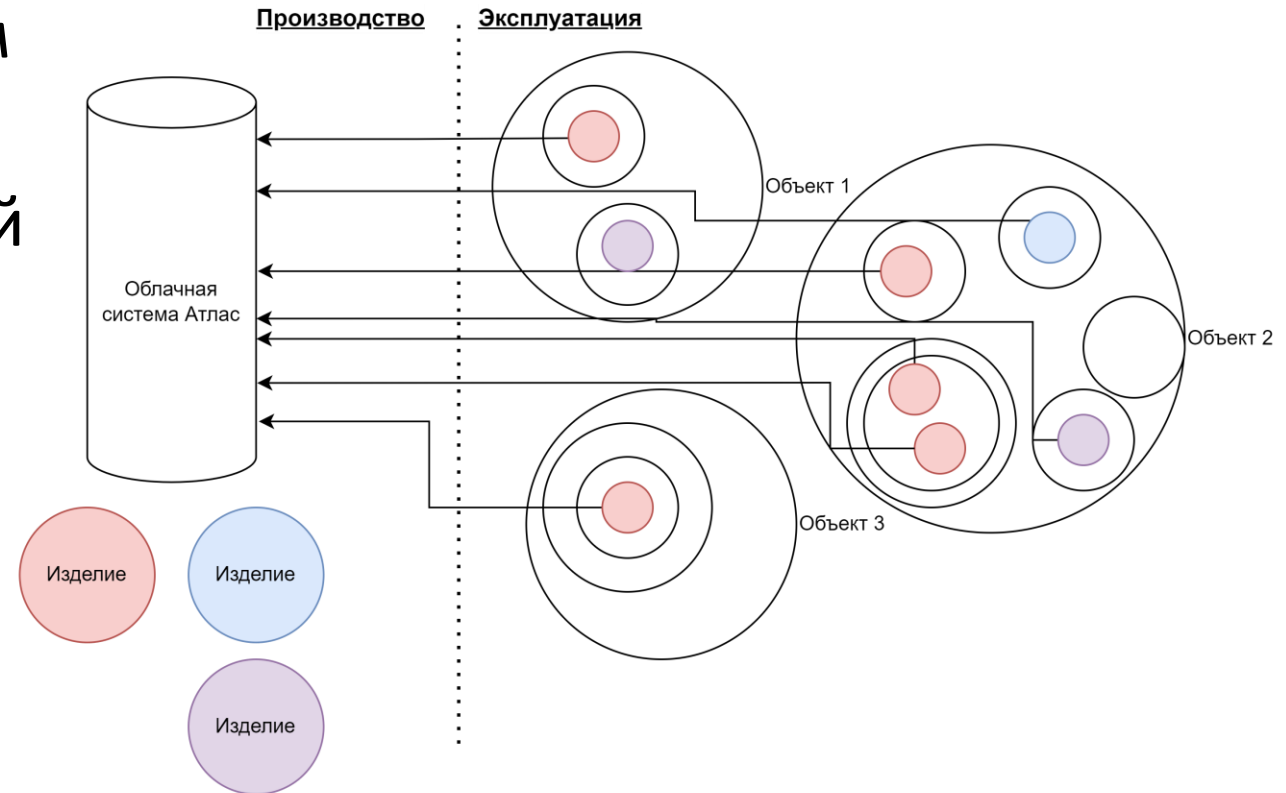 Производство
Эксплуатация
й
Объект 1
Облачная
система Атлас
Объект 2
Объект 3
Изделие
Изделие
Изделие